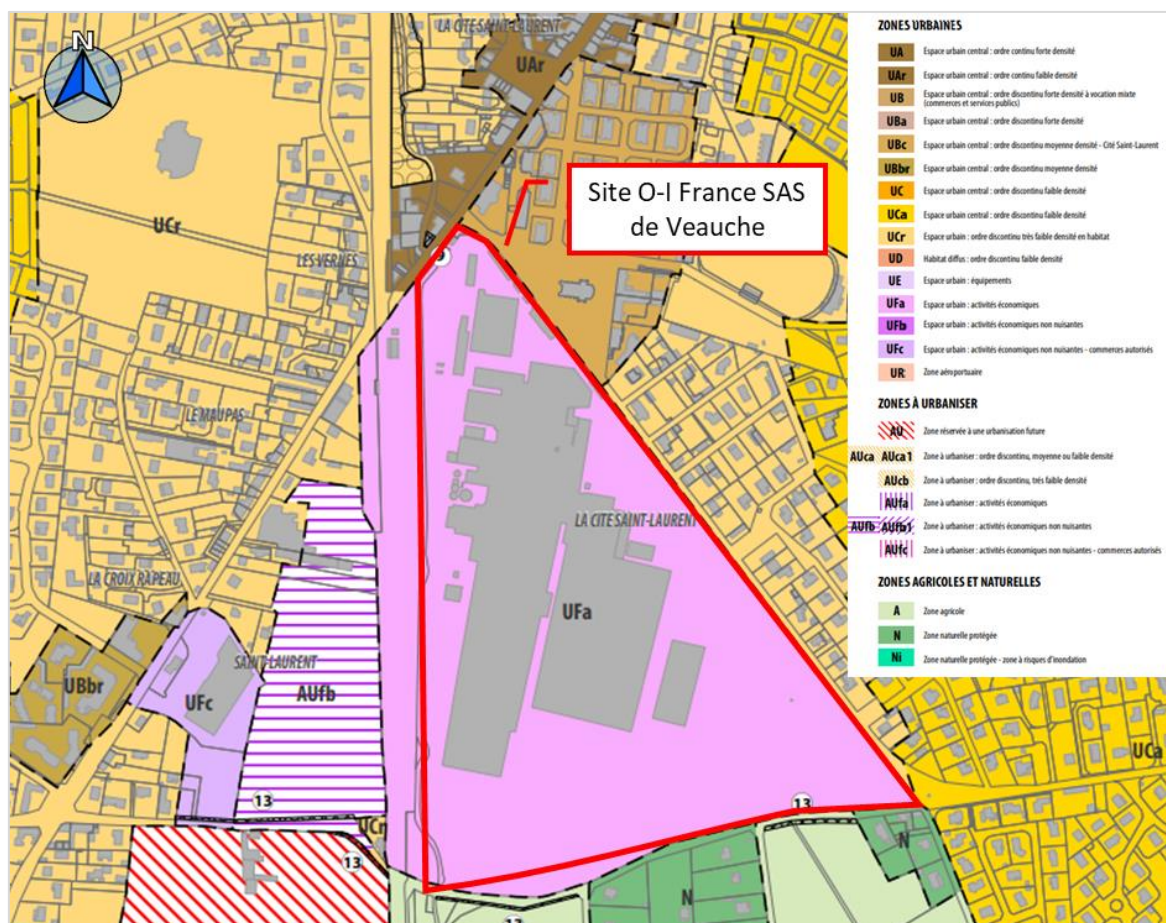 N
LA CITE SAINT-LAURENT
UAr
Site O-I France SAS
de Veauche
UCr
9
LES VERNES
LE MAUPAS
LA CITE SAINT-LAURENT
UFa
LA CROIX RAPEAU
SAINT-LAURENT
UBbr
UFc
AUfb
UCa
13
13
UCr
13
N
N
13
ZONES URBAINES
UA Espace urbain central : ordre continu forte densité
UAr Espace urbain central : ordre continu faible densité
UB Espace urbain central : ordre discontinu forte densité à vocation mixte
(commerces et services publics)
UBa Espace urbain central : ordre discontinu forte densité
UBc Espace urbain central : ordre discontinu moyenne densité - Cité Saint-Laurent
UBbr Espace urbain central : ordre discontinu moyenne densité
UC Espace urbain central : ordre discontinu faible densité
UCa Espace urbain central : ordre discontinu faible densité
UCr Espace urbain : ordre discontinu très faible densité en habitat
UD Habitat diffus : ordre discontinu faible densité
UE Espace urbain : équipements
UFa Espace urbain : activités économiques
UFb Espace urbain : activités économiques non nuisantes
UFc Espace urbain : activités économiques non nuisantes - commerces autorisés
UR Zone aéroportuaire
ZONES À URBANISER
AU Zone réservée à une urbanisation future
AUca AUca1 Zone à urbaniser : ordre discontinu, moyenne ou faible densité
AUcb Zone à urbaniser : ordre discontinu, trés faible densité
AUfa Zone à urbaniser : activités économiques
AUfb AUfb1 Zone à urbaniser : activités économiques non nuisantes
AUfc Zone à urbaniser : activités économiques non nuisantes - commerces autorisés
ZONES AGRICOLES ET NATURELLES
A Zone agricole
N Zone naturelle protégée
Ni Zone naturelle protégée - zone à risques d'inondation